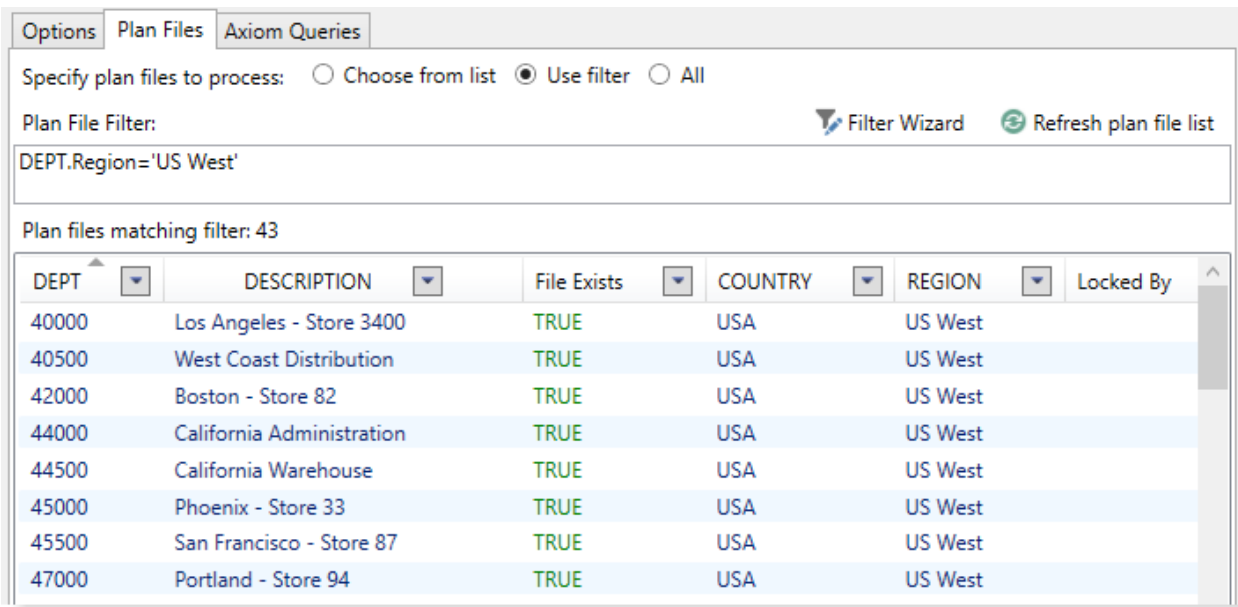 Options Plan Files Axiom Queries
Specify plan files to process: Choose from list Use filter All
Plan File Filter: Filter Wizard Refresh plan file list
DEPT.Region='US West'
Plan files matching filter: 43
DEPT DESCRIPTION File Exists COUNTRY REGION Locked By
40000 Los Angeles - Store 3400 TRUE USA US West
40500 West Coast Distribution TRUE USA US West
42000 Boston - Store 82 TRUE USA US West
44000 California Administration TRUE USA US West
44500 California Warehouse TRUE USA US West
45000 Phoenix - Store 33 TRUE USA US West
45500 San Francisco - Store 87 TRUE USA US West
47000 Portland - Store 94 TRUE USA US West